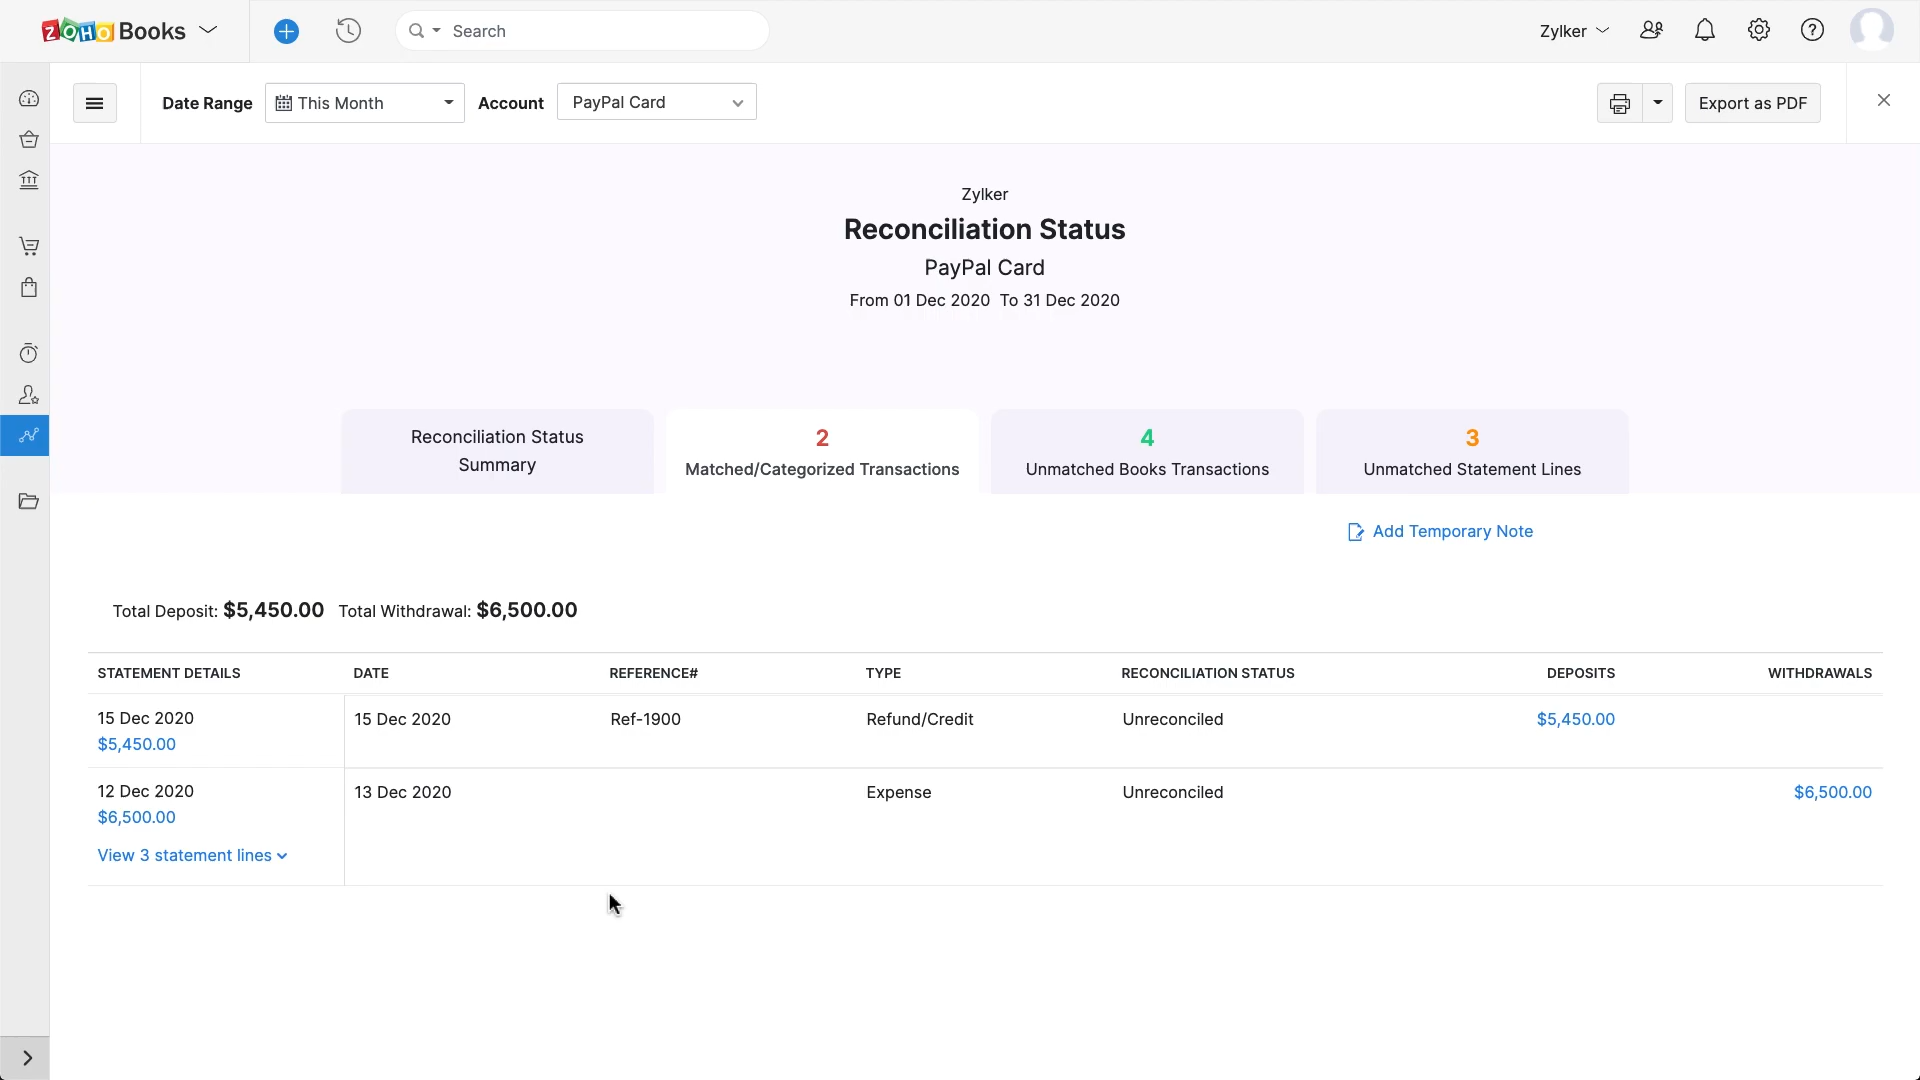 ZOHO Books
Search
Zylker
Date Range
This Month
Account
PayPal Card
Export as PDF
Zylker
Reconciliation Status
PayPal Card
From 01 Dec 2020 To 31 Dec 2020
Reconciliation Status
Summary
2
Matched/Categorized Transactions
4
Unmatched Books Transactions
3
Unmatched Statement Lines
Add Temporary Note
Total Deposit: $5,450.00 Total Withdrawal: $6,500.00
STATEMENT DETAILS DATE REFERENCE# TYPE RECONCILIATION STATUS DEPOSITS WITHDRAWALS
15 Dec 2020 15 Dec 2020 Ref-1900 Refund/Credit Unreconciled $5,450.00
$5,450.00
12 Dec 2020 13 Dec 2020 Expense Unreconciled $6,500.00
$6,500.00
View 3 statement lines